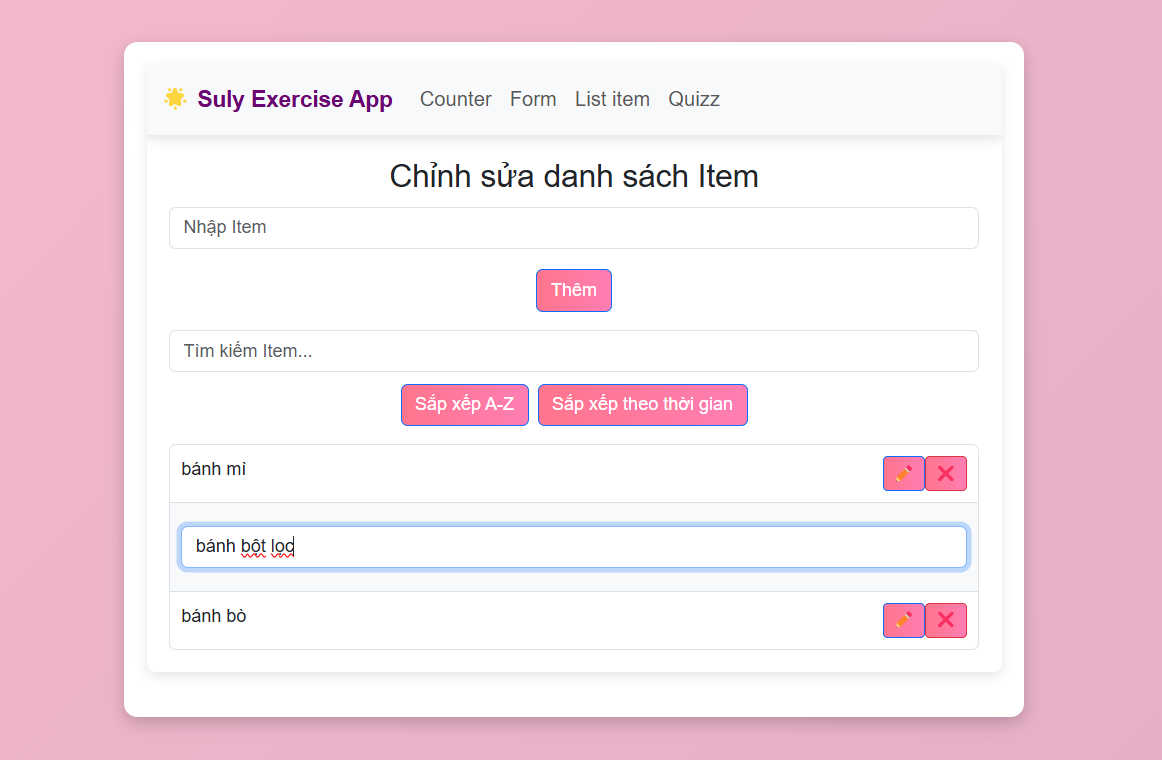 🌟 Suly Exercise App Counter Form List item Quizz
Chỉnh sửa danh sách Item
Nhập Item
Thêm
Tìm kiếm Item...
Sắp xếp A-Z Sắp xếp theo thời gian
bánh mì
bánh bột lọc
bánh bò